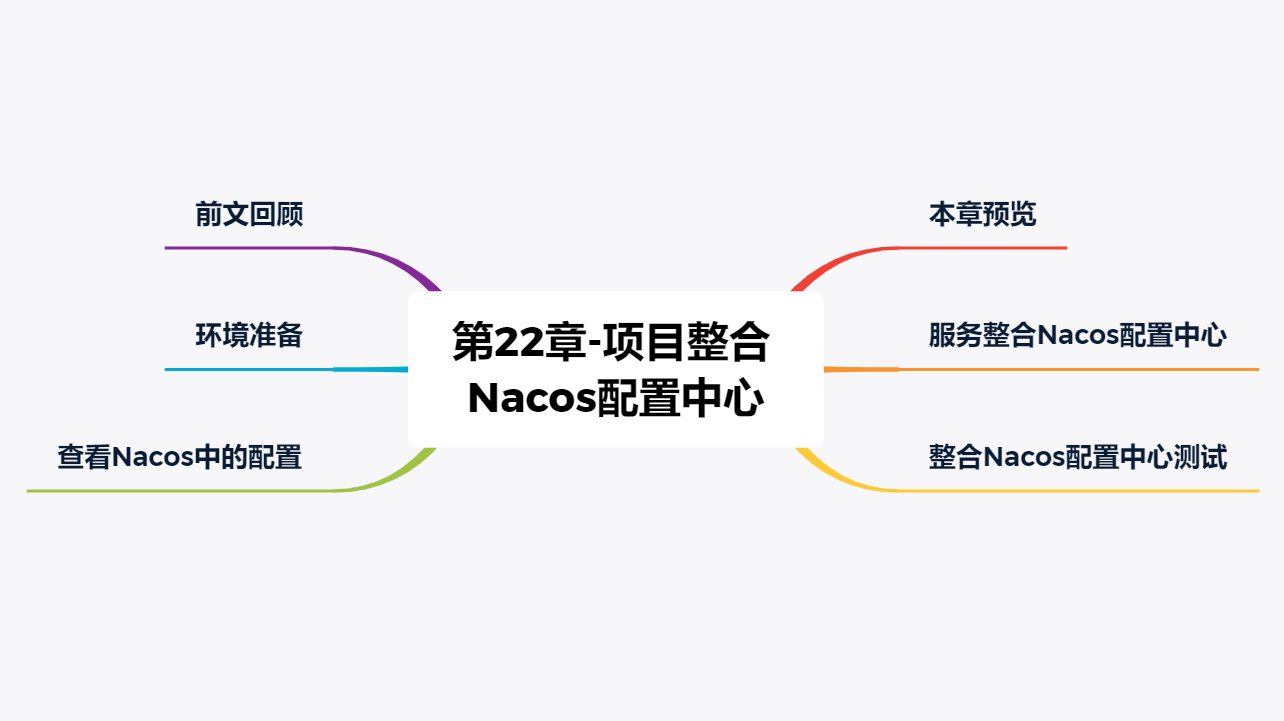 前文回顾
本章预览
环境准备
第22章-项目整合
Nacos配置中心
服务整合Nacos配置中心
查看Nacos中的配置
整合Nacos配置中心测试